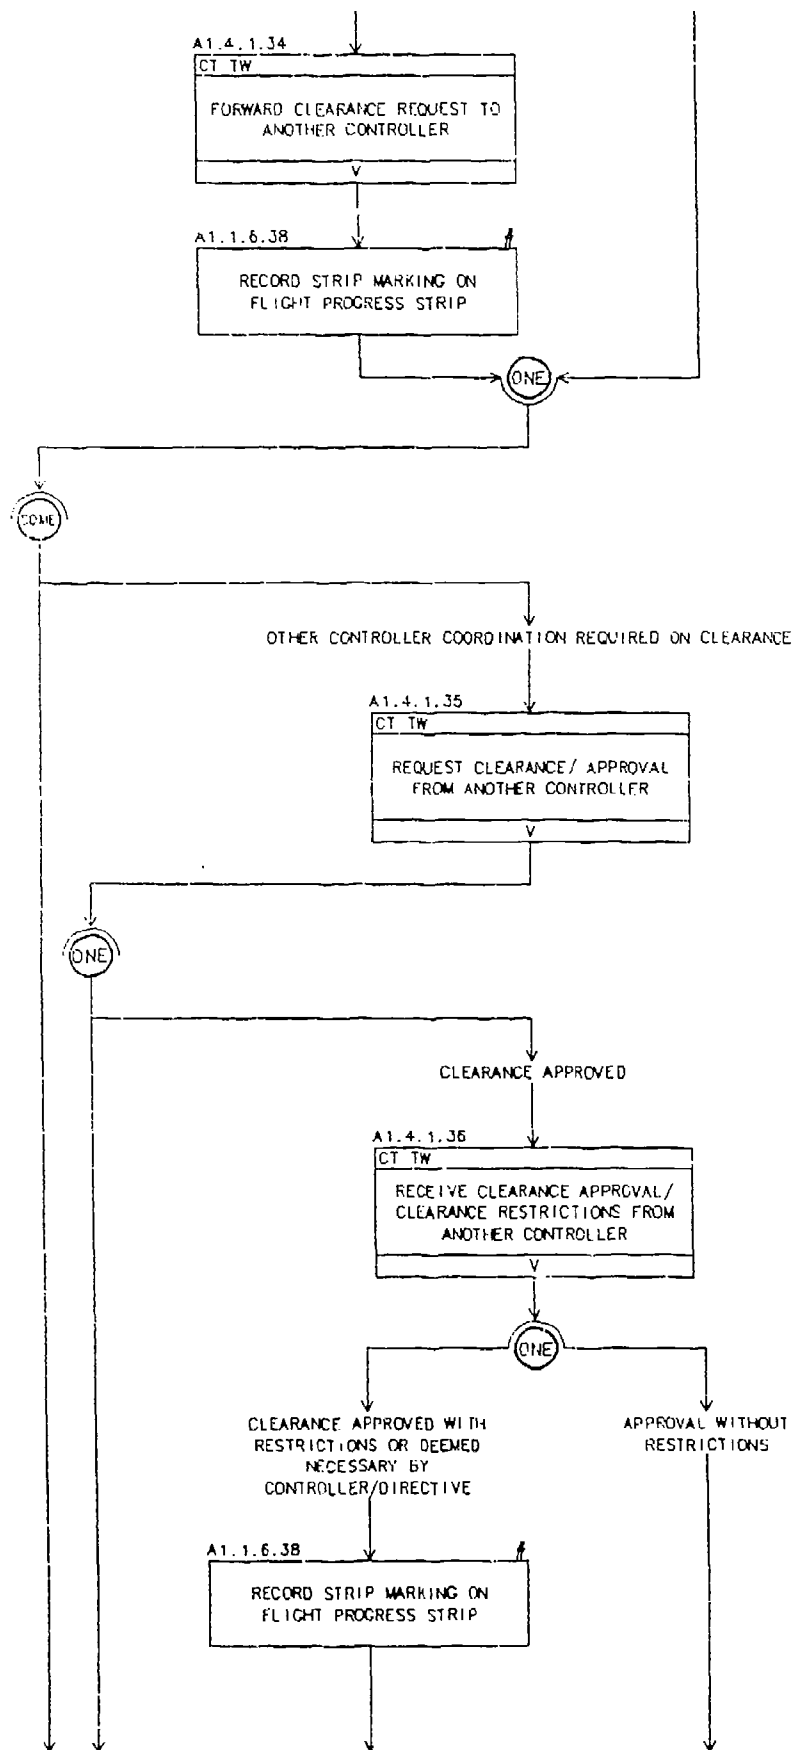 A1.4.1.34
CT TW
FORWARD CLEARANCE REQUEST TO
ANOTHER CONTROLLER
V
A1.1.6.38
RECORD STRIP MARKING ON
FLIGHT PROGRESS STRIP
ONE
SOME
OTHER CONTROLLER COORDINATION REQUIRED ON CLEARANCE
A1.4.1.35
CT TW
REQUEST CLEARANCE/ APPROVAL
FROM ANOTHER CONTROLLER
V
ONE
CLEARANCE APPROVED
A1.4.1.36
CT TW
RECEIVE CLEARANCE APPROVAL/
CLEARANCE RESTRICTIONS FROM
ANOTHER CONTROLLER
V
ONE
CLEARANCE APPROVED WITH
RESTRICTIONS OR DEEMED
NECESSARY BY
CONTROLLER/DIRECTIVE
APPROVAL WITHOUT
RESTRICTIONS
A1.1.6.38
RECORD STRIP MARKING ON
FLIGHT PROGRESS STRIP